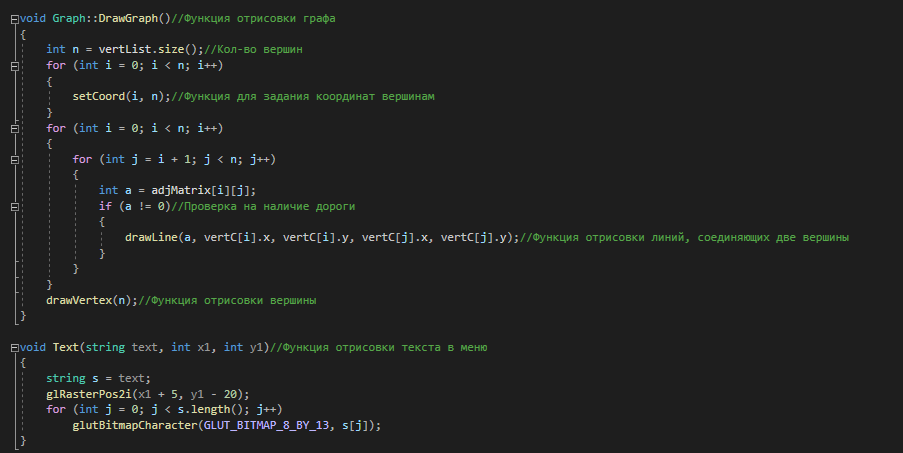 void Graph::DrawGraph()//Функция отрисовки графа
{
    int n = vertList.size();//Кол-во вершин
    for (int i = 0; i < n; i++)
    {
        setCoord(i, n);//Функция для задания координат вершинам
    }
    for (int i = 0; i < n; i++)
    {
        for (int j = i + 1; j < n; j++)
        {
            int a = adjMatrix[i][j];
            if (a != 0)//Проверка на наличие дороги
            {
                drawLine(a, vertC[i].x, vertC[i].y, vertC[j].x, vertC[j].y);//Функция отрисовки линий, соединяющих две вершины
            }
        }
    }
    drawVertex(n);//Функция отрисовки вершины
}

void Text(string text, int x1, int y1)//Функция отрисовки текста в меню
{
    string s = text;
    glRasterPos2i(x1 + 5, y1 - 20);
    for (int j = 0; j < s.length(); j++)
        glutBitmapCharacter(GLUT_BITMAP_8_BY_13, s[j]);
}